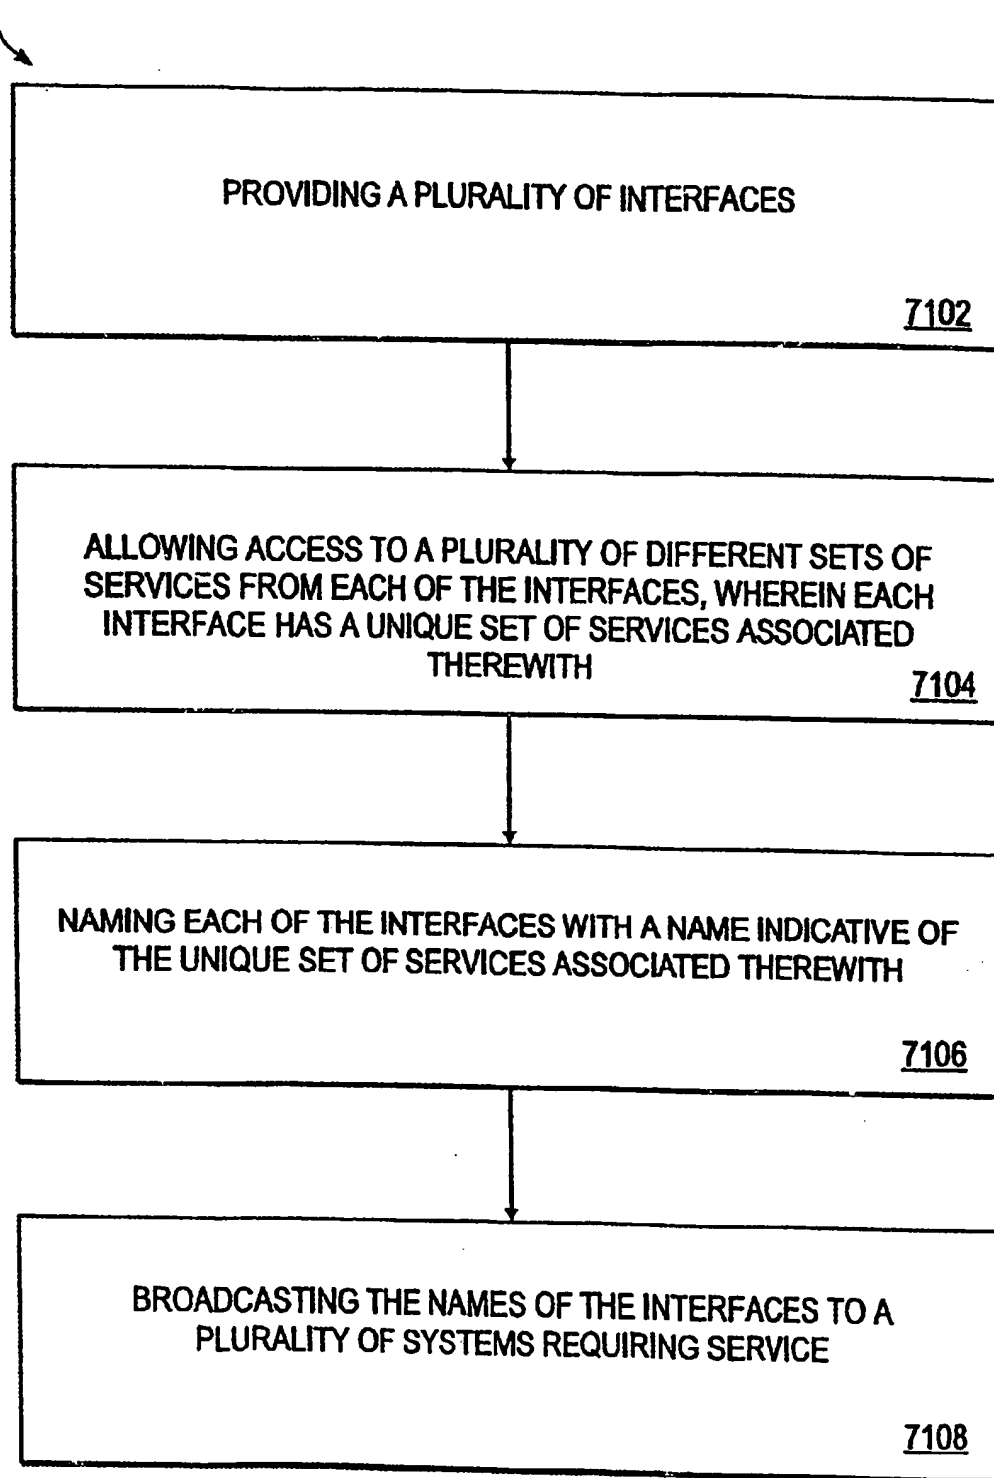 PROVIDING A PLURALITY OF INTERFACES
7102
ALLOWING ACCESS TO A PLURALITY OF DIFFERENT SETS OF
SERVICES FROM EACH OF THE INTERFACES, WHEREIN EACH
INTERFACE HAS A UNIQUE SET OF SERVICES ASSOCIATED
THEREWITH
7104
NAMING EACH OF THE INTERFACES WITH A NAME INDICATIVE OF
THE UNIQUE SET OF SERVICES ASSOCIATED THEREWITH
7106
BROADCASTING THE NAMES OF THE INTERFACES TO A
PLURALITY OF SYSTEMS REQUIRING SERVICE
7108